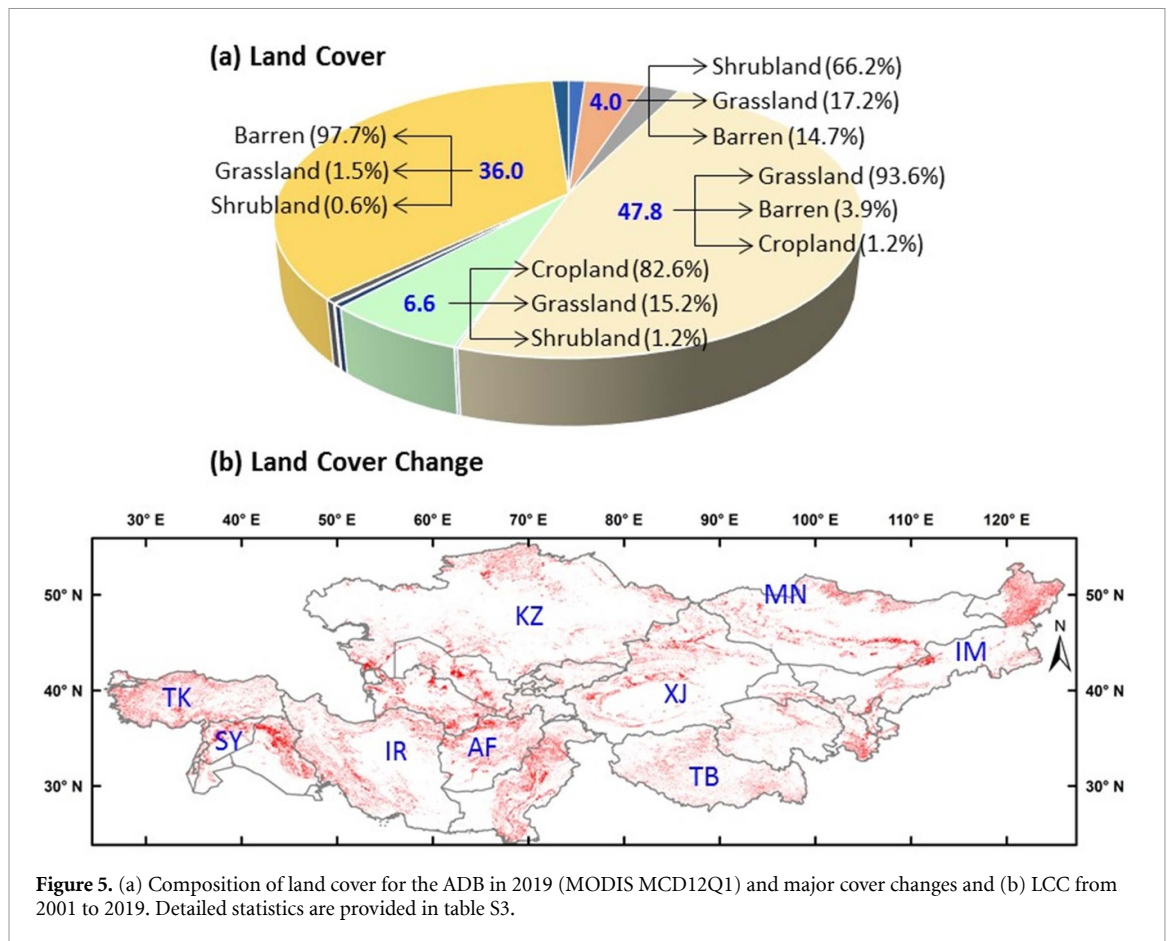 (a) Land Cover
Shrubland (66.2%)
4.0
Grassland (17.2%)
Barren (14.7%)
Barren (97.7%)
Grassland (1.5%)
36.0
Shrubland (0.6%)
Grassland (93.6%)
47.8
Barren (3.9%)
Cropland (1.2%)
Cropland (82.6%)
6.6
Grassland (15.2%)
Shrubland (1.2%)
(b) Land Cover Change
30° E 40° E 50° E 60° E 70° E 80° E 90° E 100° E 110° E 120° E
50° N KZ MN 50° N
N
IM
40° N TK XJ 40° N
SY IR AF
TB
30° N 30° N
Figure 5. (a) Composition of land cover for the ADB in 2019 (MODIS MCD12Q1) and major cover changes and (b) LCC from
2001 to 2019. Detailed statistics are provided in table S3.